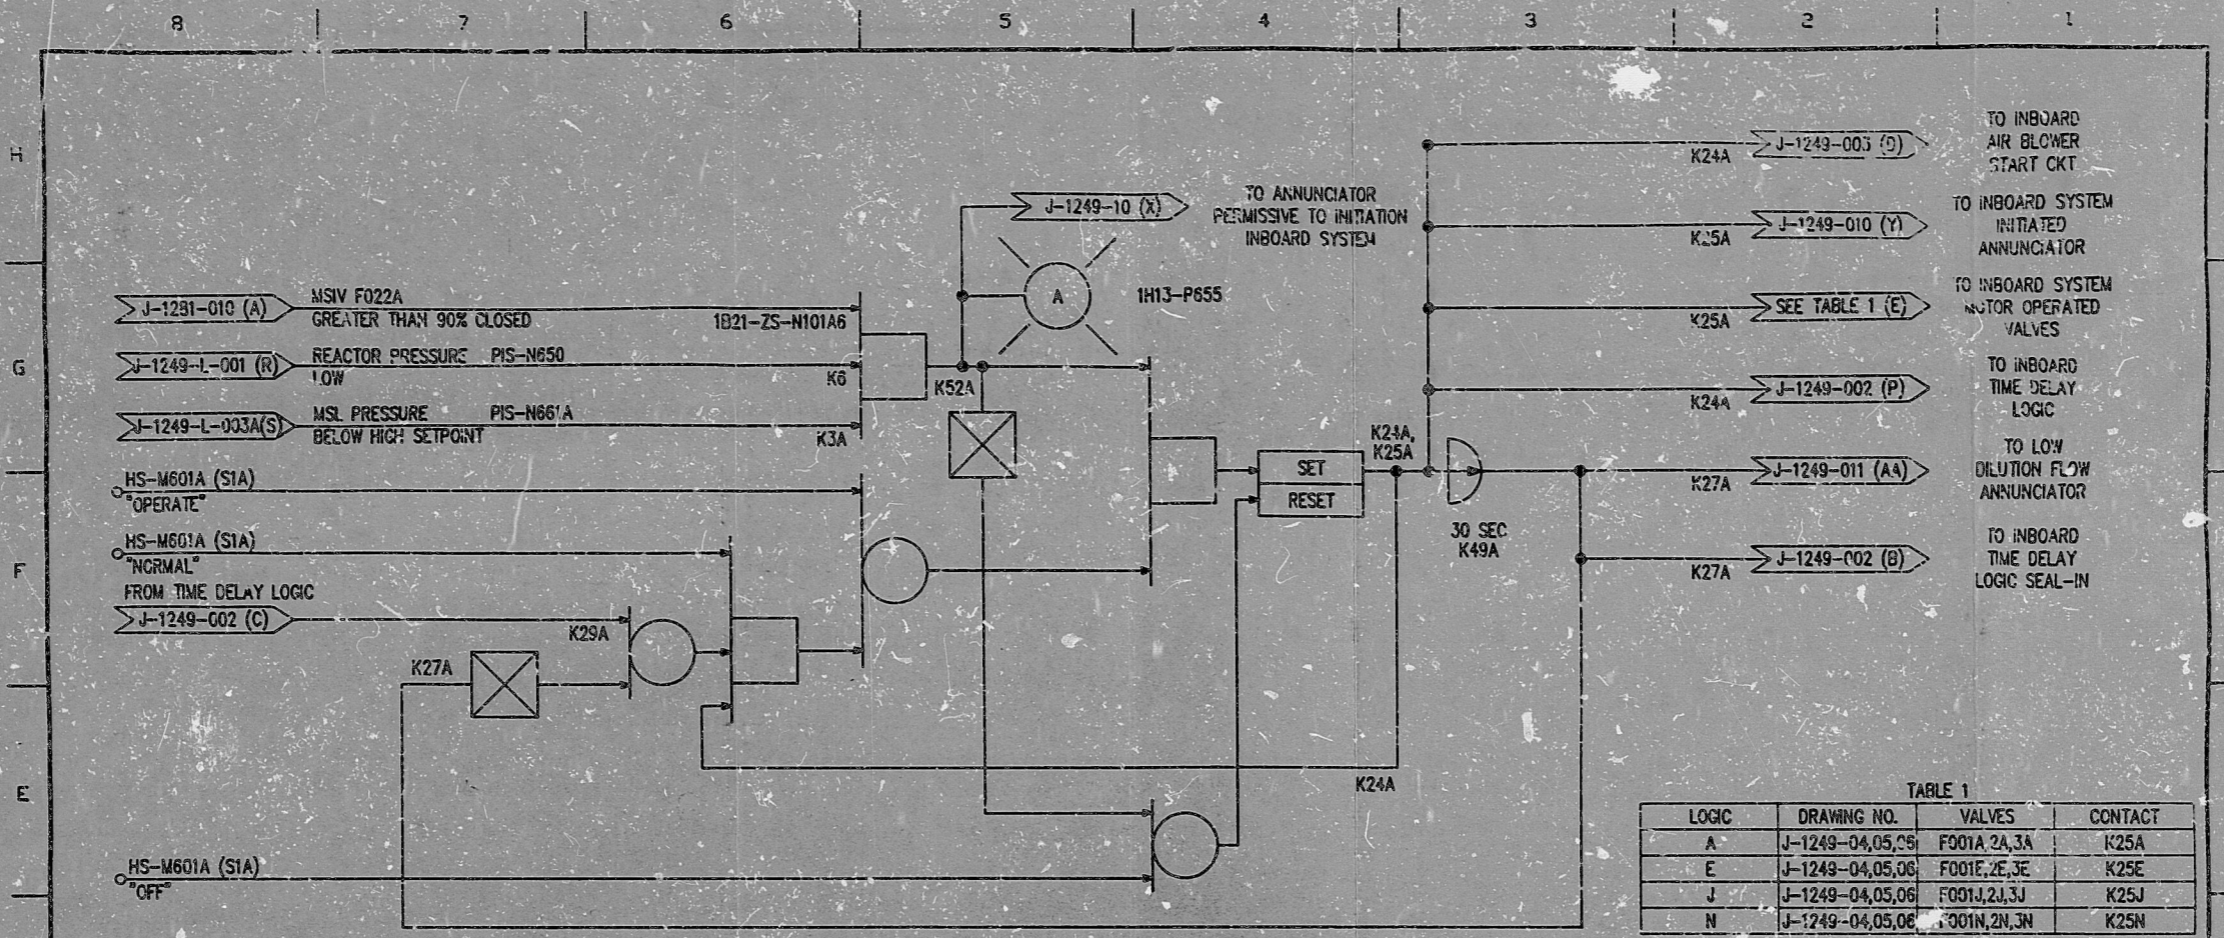 8 7 6 5 4 3 2 1
H
G
F
E
TO INBOARD
AIR BLOWER
START CKT
K24A
TO ANNUNCIATOR
PERMISSIVE TO INITIATION
INBOARD SYSTEM
J-1249-10 (X)
J-1249-010 (Y)
K25A
TO INBOARD SYSTEM
INITIATED
ANNUNCIATOR
A
1H13-P655
MSIV F022A
GREATER THAN 90% CLOSED
1B21-ZS-N101A6
SEE TABLE 1 (E)
K25A
TO INBOARD SYSTEM
MOTOR OPERATED
VALVES
J-1249-L-001 (R)
REACTOR PRESSURE PIS-N650
LOW
K6
K52A
J-1249-002 (P)
K24A
TO INBOARD
TIME DELAY
LOGIC
J-1249-L-003A(S)
MSL PRESSURE PIS-N661A
BELOW HIGH SETPOINT
K3A
K24A,
K25A
SET
RESET
30 SEC
K49A
J-1249-011 (AA)
K27A
TO LOW
DILUTION FLOW
ANNUNCIATOR
HS-M601A (S1A)
"OPERATE"
HS-M601A (S1A)
"NORMAL"
J-1249-002 (B)
K27A
TO INBOARD
TIME DELAY
LOGIC SEAL-IN
FROM TIME DELAY LOGIC
J-1249-002 (C)
K29A
K27A
K24A
HS-M601A (S1A)
"OFF"
TABLE 1
LOGIC DRAWING NO. VALVES CONTACT
A J-1249-04,05,06 F001A,2A,3A K25A
E J-1249-04,05,06 F001E,2E,3E K25E
J J-1249-04,05,06 F001J,2J,3J K25J
N J-1249-04,05,06 F001N,2N,3N K25N